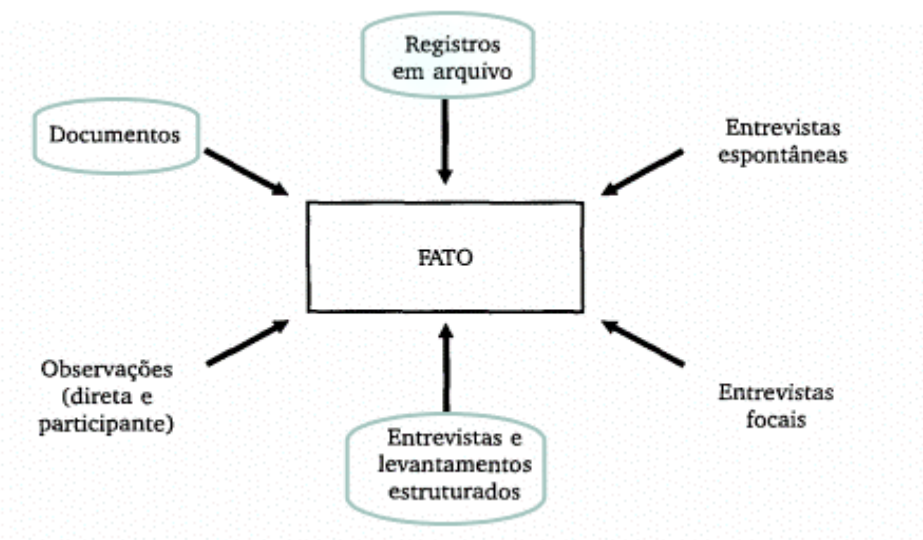 Registros
em arquivo
Documentos
Entrevistas
espontâneas
FATO
Observações
(direta e
participante)
Entrevistas e
levantamentos
estruturados
Entrevistas
focais